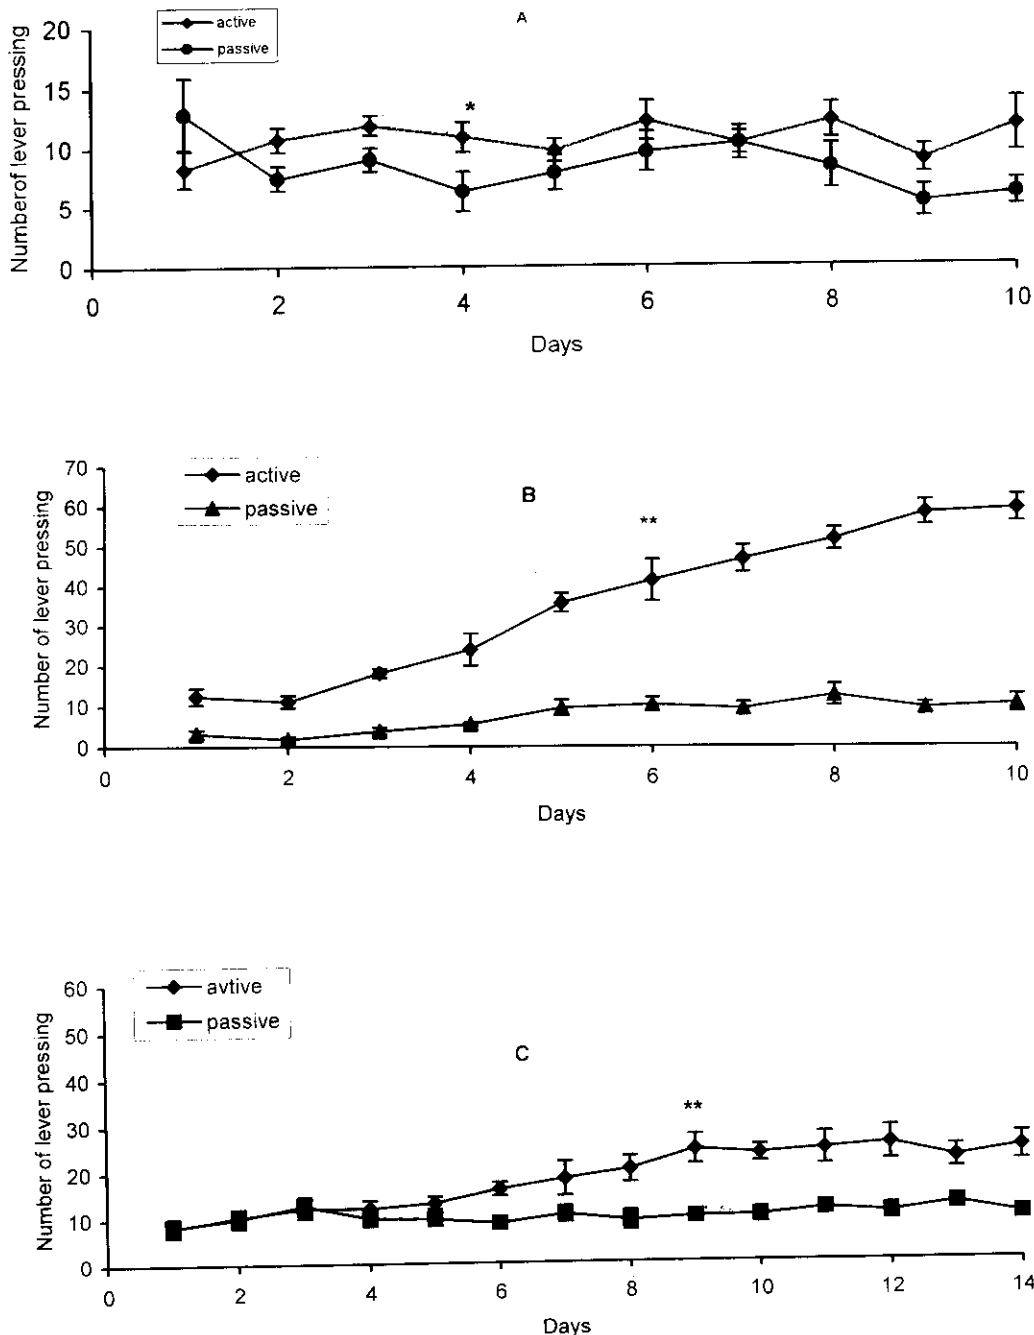 A
active
passive
20
15
10
5
0
Numberof lever pressing
*
0 2 4 6 8 10
Days
active
passive
B
70
60
50
40
30
20
10
0
Number of lever pressing
**
0 2 4 6 8 10
Days
avtive
passive
C
60
50
40
30
20
10
0
Number of lever pressing
**
0 2 4 6 8 10 12 14
Days